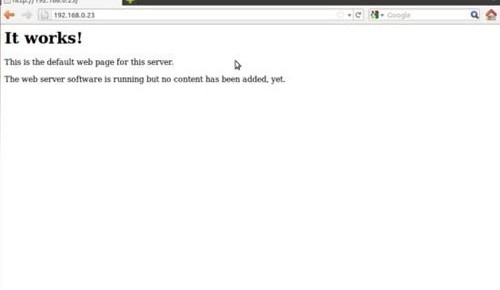 http://192.168.0.23/
192.168.0.23
Google
It works!
This is the default web page for this server.
The web server software is running but no content has been added, yet.